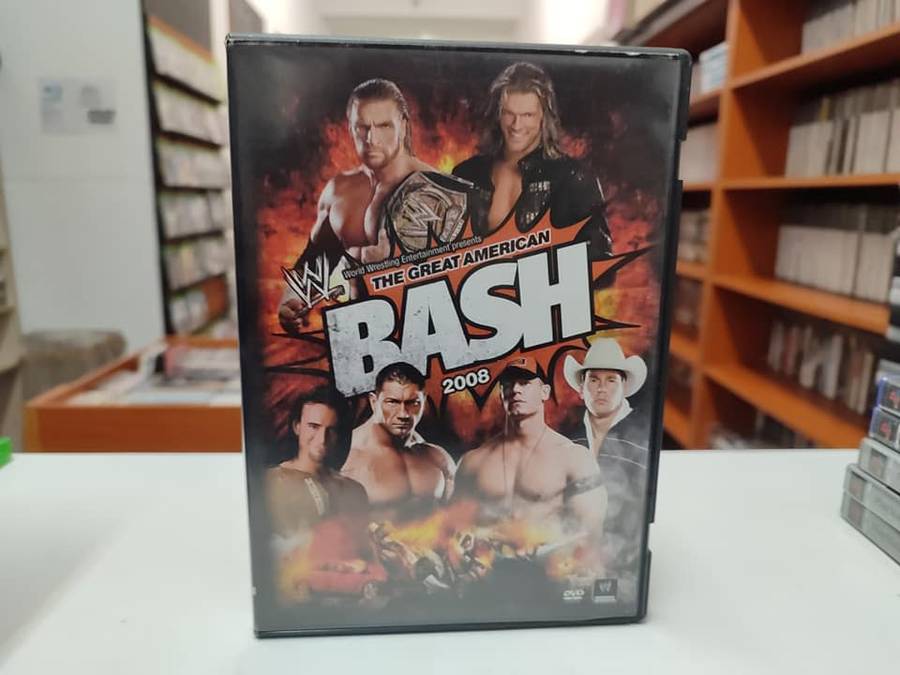 World Wrestling Entertainment presents
THE GREAT AMERICAN
BASH
2008
DVD